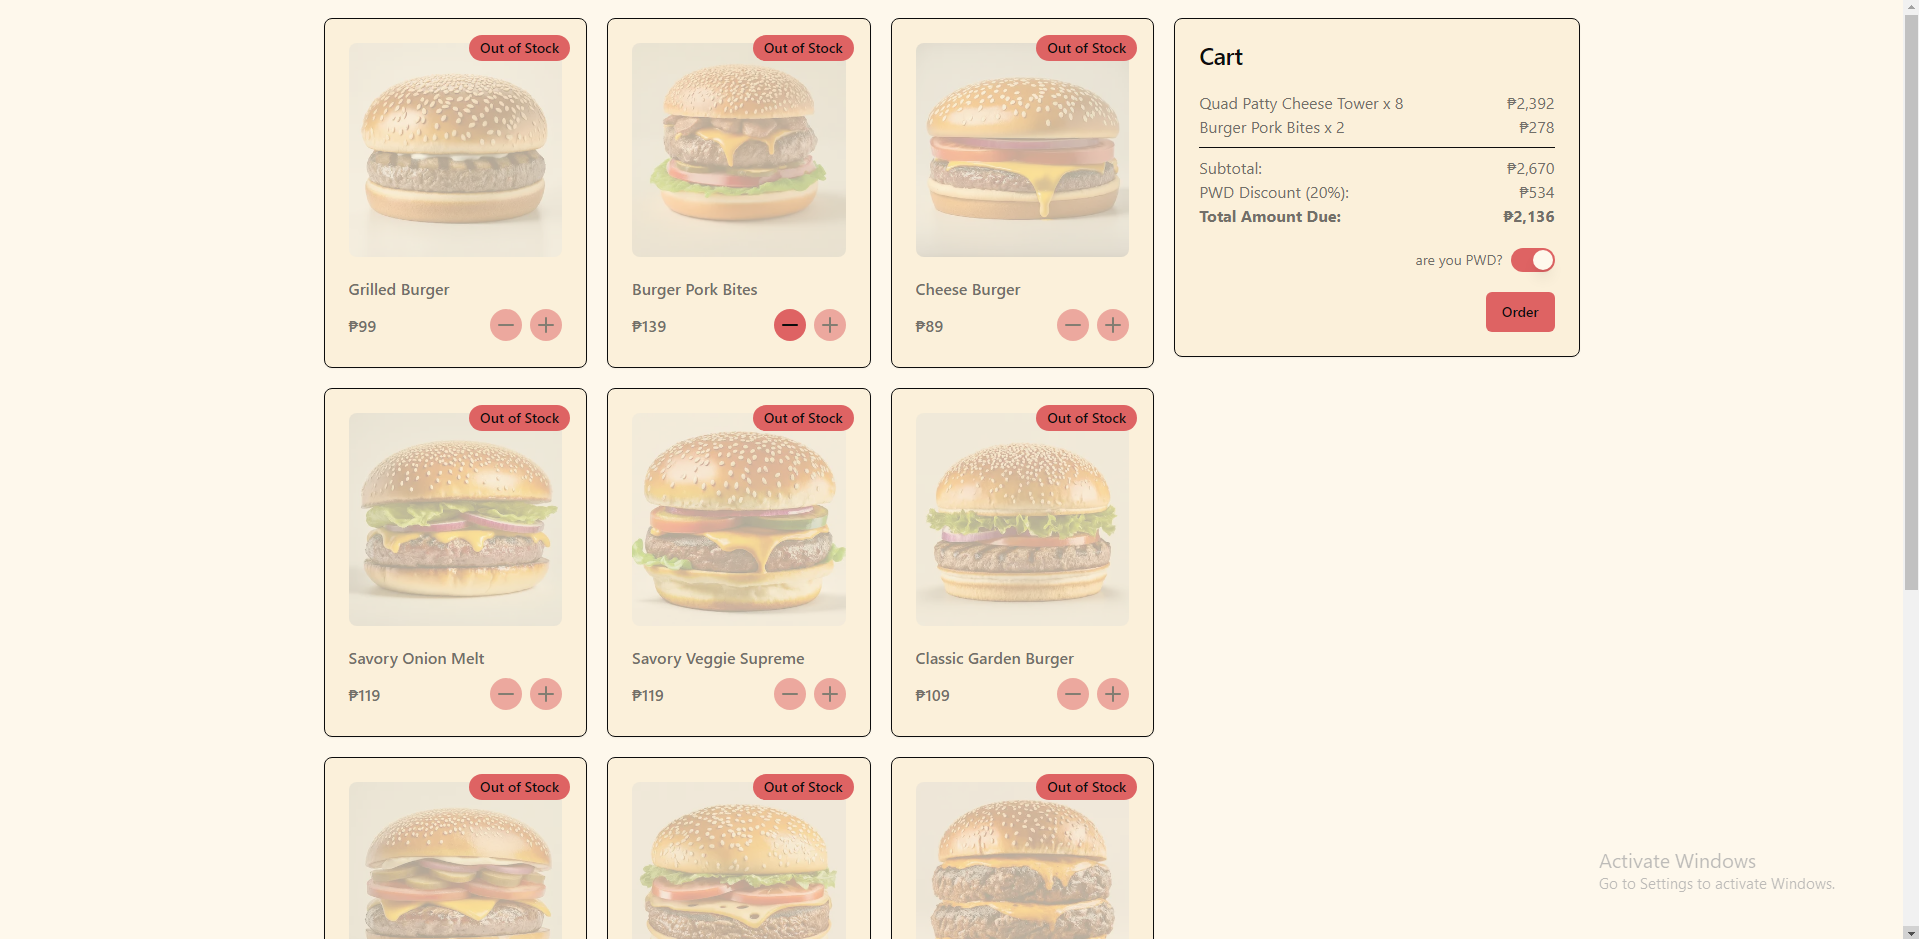 Out of Stock
Grilled Burger
₱99
Out of Stock
Burger Pork Bites
₱139
Out of Stock
Cheese Burger
₱89
Cart
Quad Patty Cheese Tower x 8 ₱2,392
Burger Pork Bites x 2 ₱278
Subtotal: ₱2,670
PWD Discount (20%): ₱534
Total Amount Due: ₱2,136
are you PWD?
Order
Out of Stock
Savory Onion Melt
₱119
Out of Stock
Savory Veggie Supreme
₱119
Out of Stock
Classic Garden Burger
₱109
Out of Stock
Out of Stock
Out of Stock
Activate Windows
Go to Settings to activate Windows.